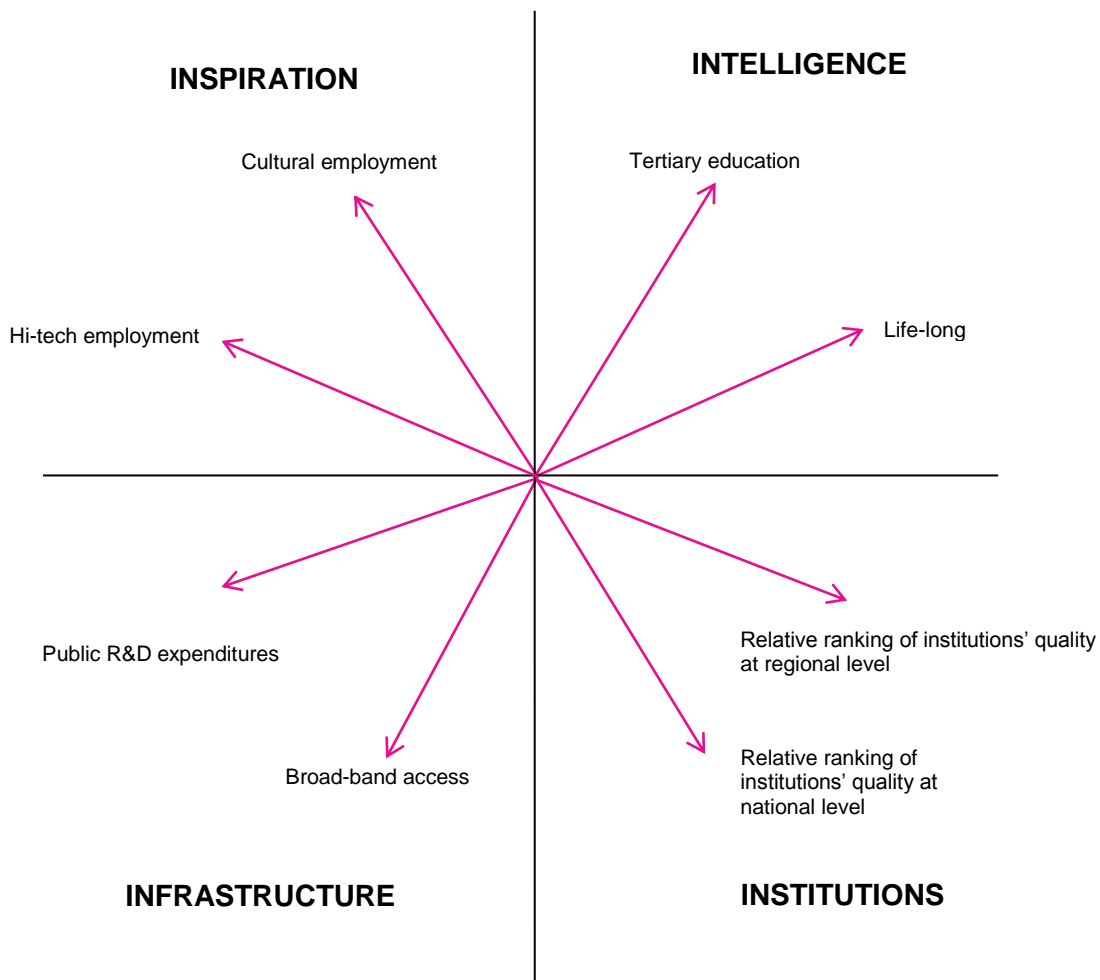 INSPIRATION
INTELLIGENCE
Cultural employment
Tertiary education
Hi-tech employment
Life-long
Public R&D expenditures
Relative ranking of institutions’ quality
at regional level
Broad-band access
Relative ranking of
institutions’ quality at
national level
INFRASTRUCTURE
INSTITUTIONS